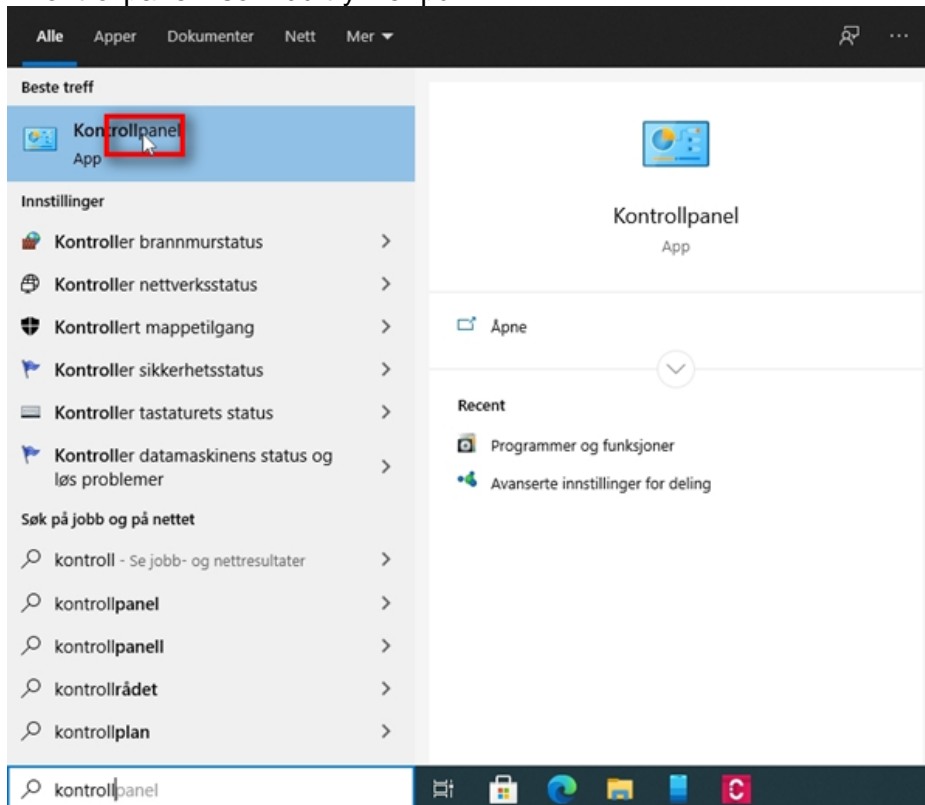 Alle Apper Dokumenter Nett Mer
Beste treff
Kontrollpanel
App
Innstillinger
Kontroller brannmurstatus
Kontroller nettverksstatus
Kontrollert mappetilgang
Kontroller sikkerhetsstatus
Kontroller tastaturets status
Kontroller datamaskinens status og
løs problemer
Søk på jobb og på nettet
kontroll - Se jobb- og nettresultater
kontrollpanel
kontrollpanell
kontrollrådet
kontrollplan
kontrollpanel
Kontrollpanel
App
Åpne
Recent
Programmer og funksjoner
Avanserte innstillinger for deling